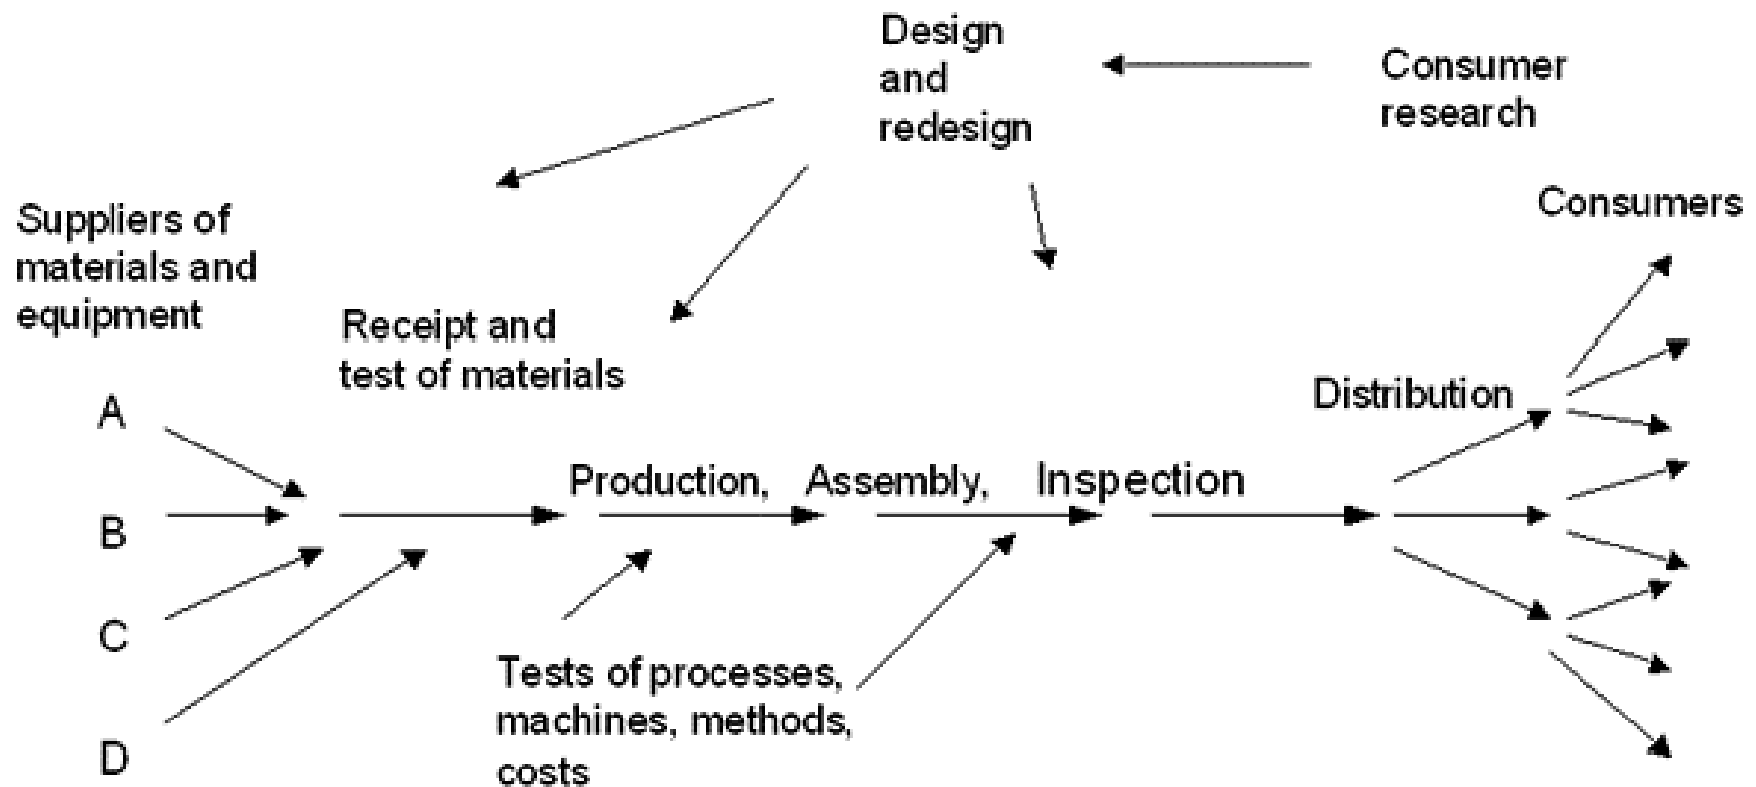 Design
and
redesign
Consumer
research
Consumers
Suppliers of
materials and
equipment
Receipt and
test of materials
A
B
C
D
Production, Assembly, Inspection
Distribution
Tests of processes,
machines, methods,
costs